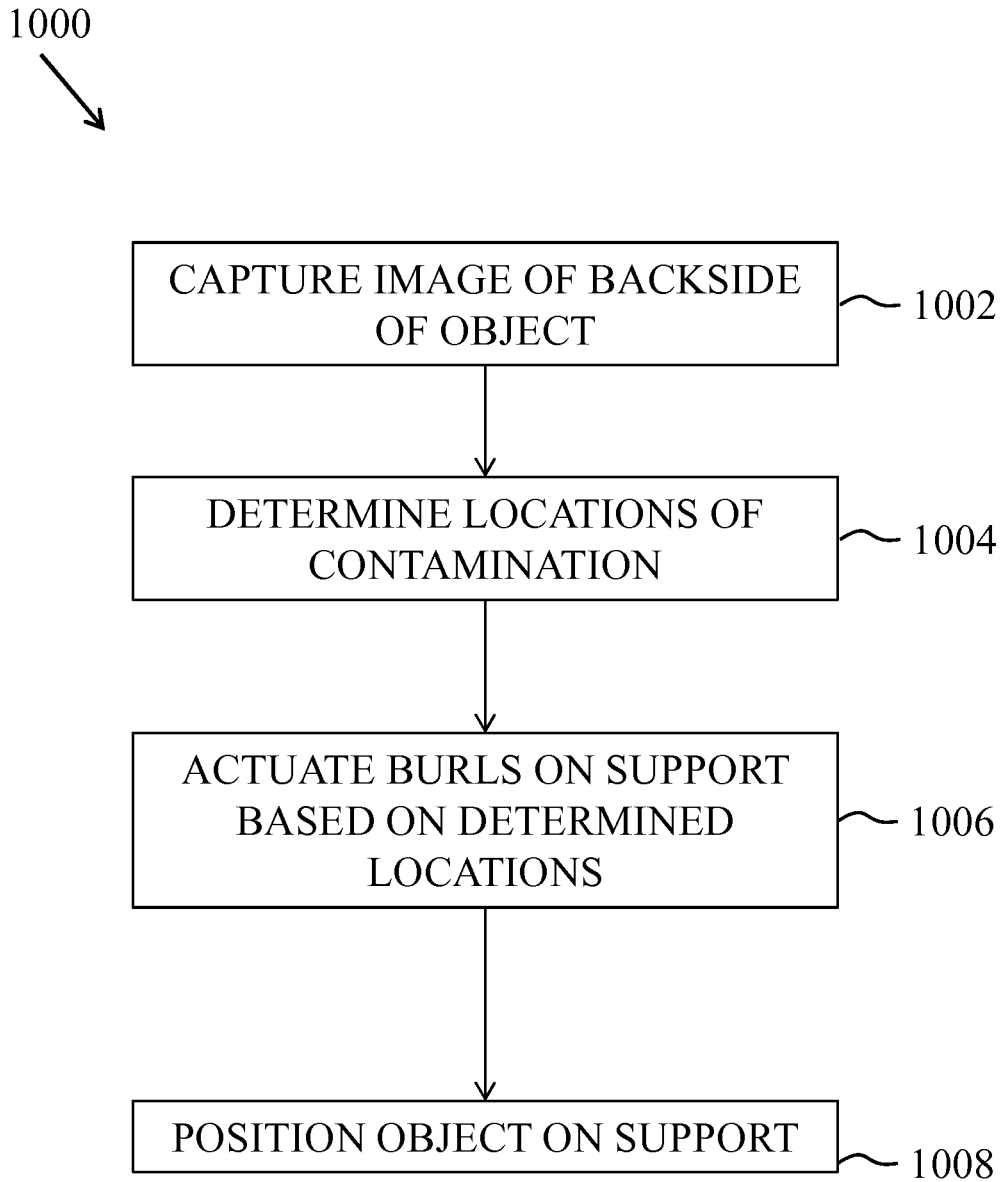 1000
CAPTURE IMAGE OF BACKSIDE
OF OBJECT
1002
DETERMINE LOCATIONS OF
CONTAMINATION
1004
ACTUATE BURLS ON SUPPORT
BASED ON DETERMINED
LOCATIONS
1006
POSITION OBJECT ON SUPPORT
1008